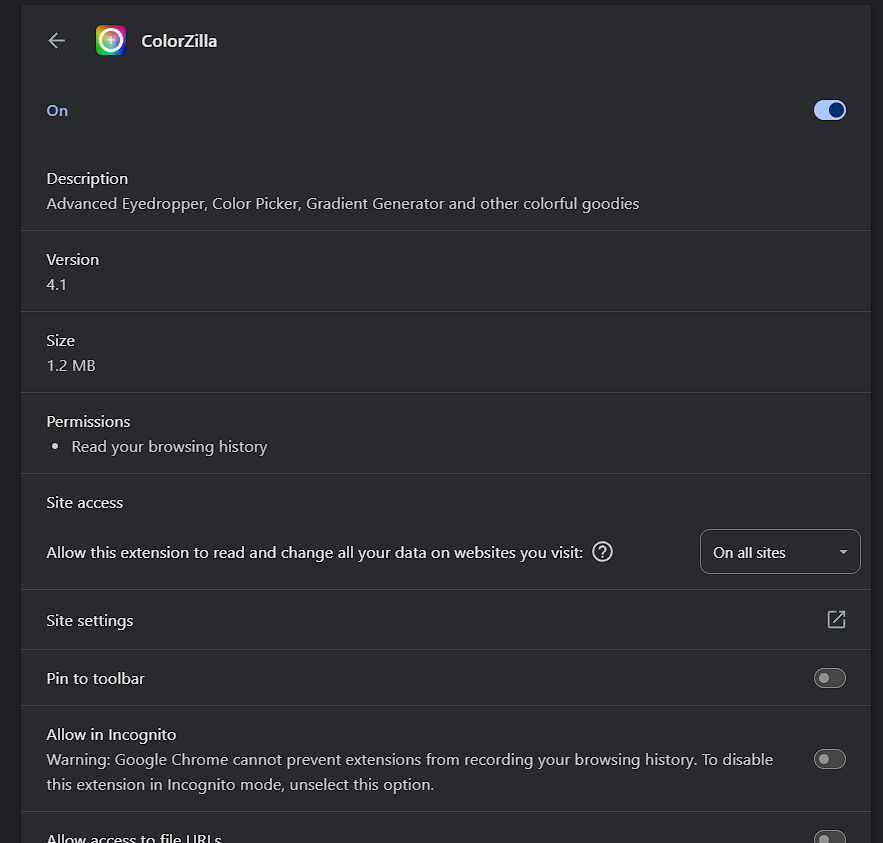 ColorZilla
On
Description
Advanced Eyedropper, Color Picker, Gradient Generator and other colorful goodies
Version
4.1
Size
1.2 MB
Permissions
• Read your browsing history
Site access
Allow this extension to read and change all your data on websites you visit:
On all sites
Site settings
Pin to toolbar
Allow in Incognito
Warning: Google Chrome cannot prevent extensions from recording your browsing history. To disable
this extension in Incognito mode, unselect this option.
Allow access to file URLs